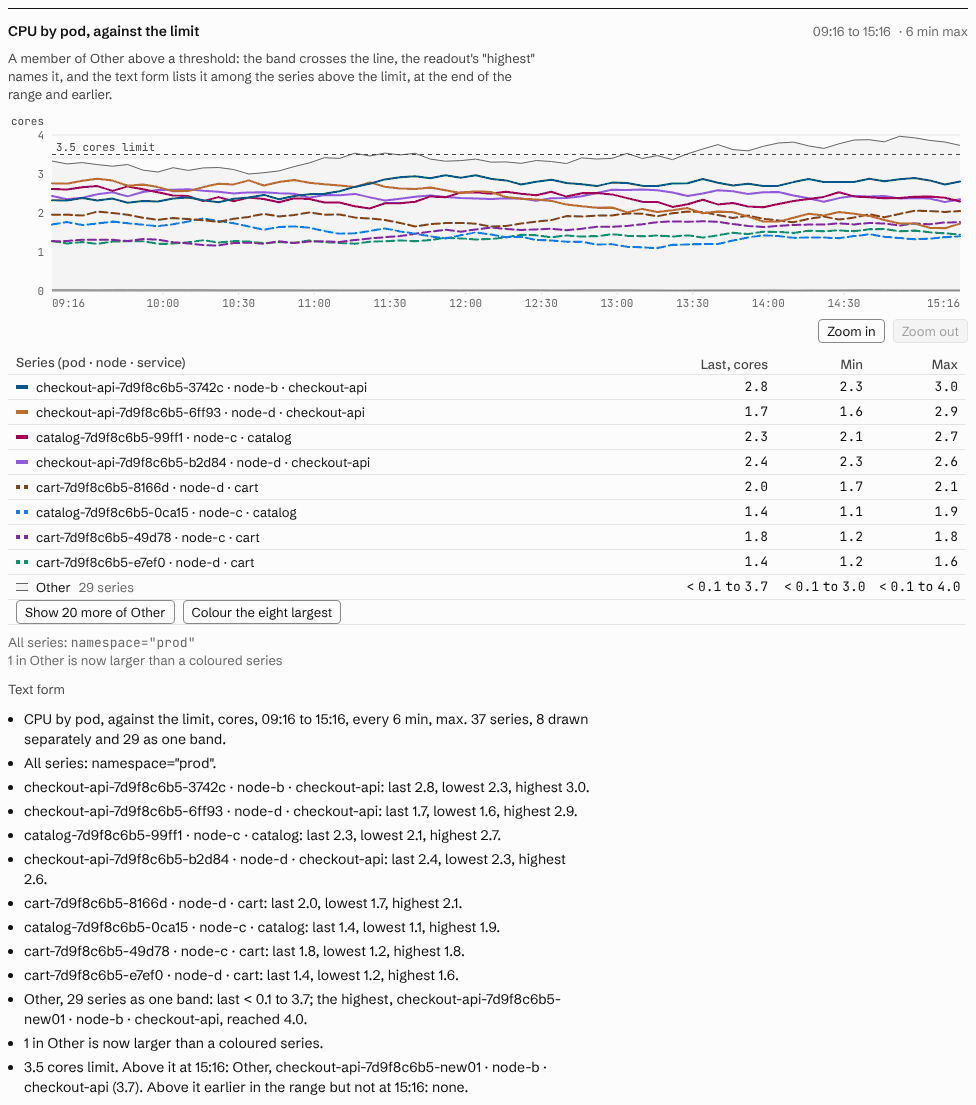 CPU by pod, against the limit
09:16 to 15:16 · 6 min max
A member of Other above a threshold: the band crosses the line, the readout's "highest"
names it, and the text form lists it among the series above the limit, at the end of the
range and earlier.
cores
4
3.5 cores limit
3
2
1
0
09:16 10:00 10:30 11:00 11:30 12:00 12:30 13:00 13:30 14:00 14:30 15:16
Zoom in Zoom out
Series (pod · node · service) Last, cores Min Max
checkout-api-7d9f8c6b5-3742c · node-b · checkout-api 2.8 2.3 3.0
checkout-api-7d9f8c6b5-6ff93 · node-d · checkout-api 1.7 1.6 2.9
catalog-7d9f8c6b5-99ff1 · node-c · catalog 2.3 2.1 2.7
checkout-api-7d9f8c6b5-b2d84 · node-d · checkout-api 2.4 2.3 2.6
cart-7d9f8c6b5-8166d · node-d · cart 2.0 1.7 2.1
catalog-7d9f8c6b5-0ca15 · node-c · catalog 1.4 1.1 1.9
cart-7d9f8c6b5-49d78 · node-c · cart 1.8 1.2 1.8
cart-7d9f8c6b5-e7ef0 · node-d · cart 1.4 1.2 1.6
Other 29 series < 0.1 to 3.7 < 0.1 to 3.0 < 0.1 to 4.0
Show 20 more of Other Colour the eight largest
All series: namespace="prod"
1 in Other is now larger than a coloured series
Text form
• CPU by pod, against the limit, cores, 09:16 to 15:16, every 6 min, max. 37 series, 8 drawn
separately and 29 as one band.
• All series: namespace="prod".
• checkout-api-7d9f8c6b5-3742c · node-b · checkout-api: last 2.8, lowest 2.3, highest 3.0.
• checkout-api-7d9f8c6b5-6ff93 · node-d · checkout-api: last 1.7, lowest 1.6, highest 2.9.
• catalog-7d9f8c6b5-99ff1 · node-c · catalog: last 2.3, lowest 2.1, highest 2.7.
• checkout-api-7d9f8c6b5-b2d84 · node-d · checkout-api: last 2.4, lowest 2.3, highest
2.6.
• cart-7d9f8c6b5-8166d · node-d · cart: last 2.0, lowest 1.7, highest 2.1.
• catalog-7d9f8c6b5-0ca15 · node-c · catalog: last 1.4, lowest 1.1, highest 1.9.
• cart-7d9f8c6b5-49d78 · node-c · cart: last 1.8, lowest 1.2, highest 1.8.
• cart-7d9f8c6b5-e7ef0 · node-d · cart: last 1.4, lowest 1.2, highest 1.6.
• Other, 29 series as one band: last < 0.1 to 3.7; the highest, checkout-api-7d9f8c6b5-
new01 · node-b · checkout-api, reached 4.0.
• 1 in Other is now larger than a coloured series.
• 3.5 cores limit. Above it at 15:16: Other, checkout-api-7d9f8c6b5-new01 · node-b ·
checkout-api (3.7). Above it earlier in the range but not at 15:16: none.